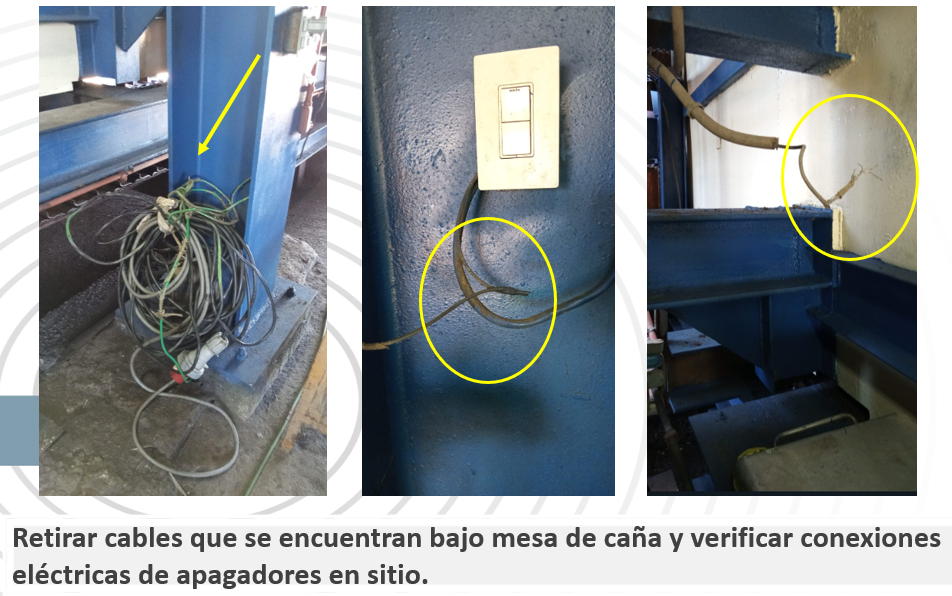 Retirar cables que se encuentran bajo mesa de caña y verificar conexiones
eléctricas de apagadores en sitio.